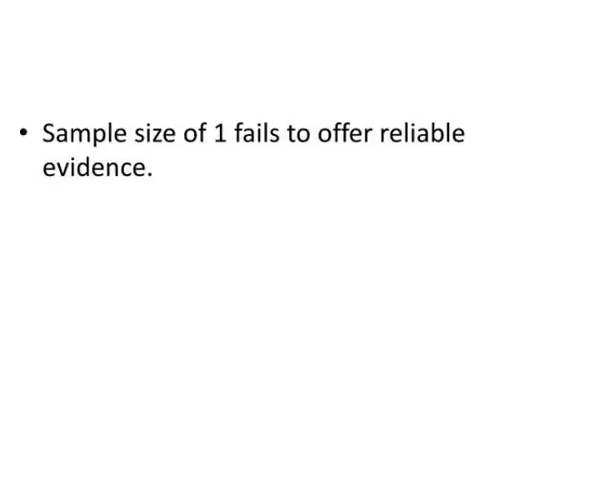 • Sample size of 1 fails to offer reliable
evidence.